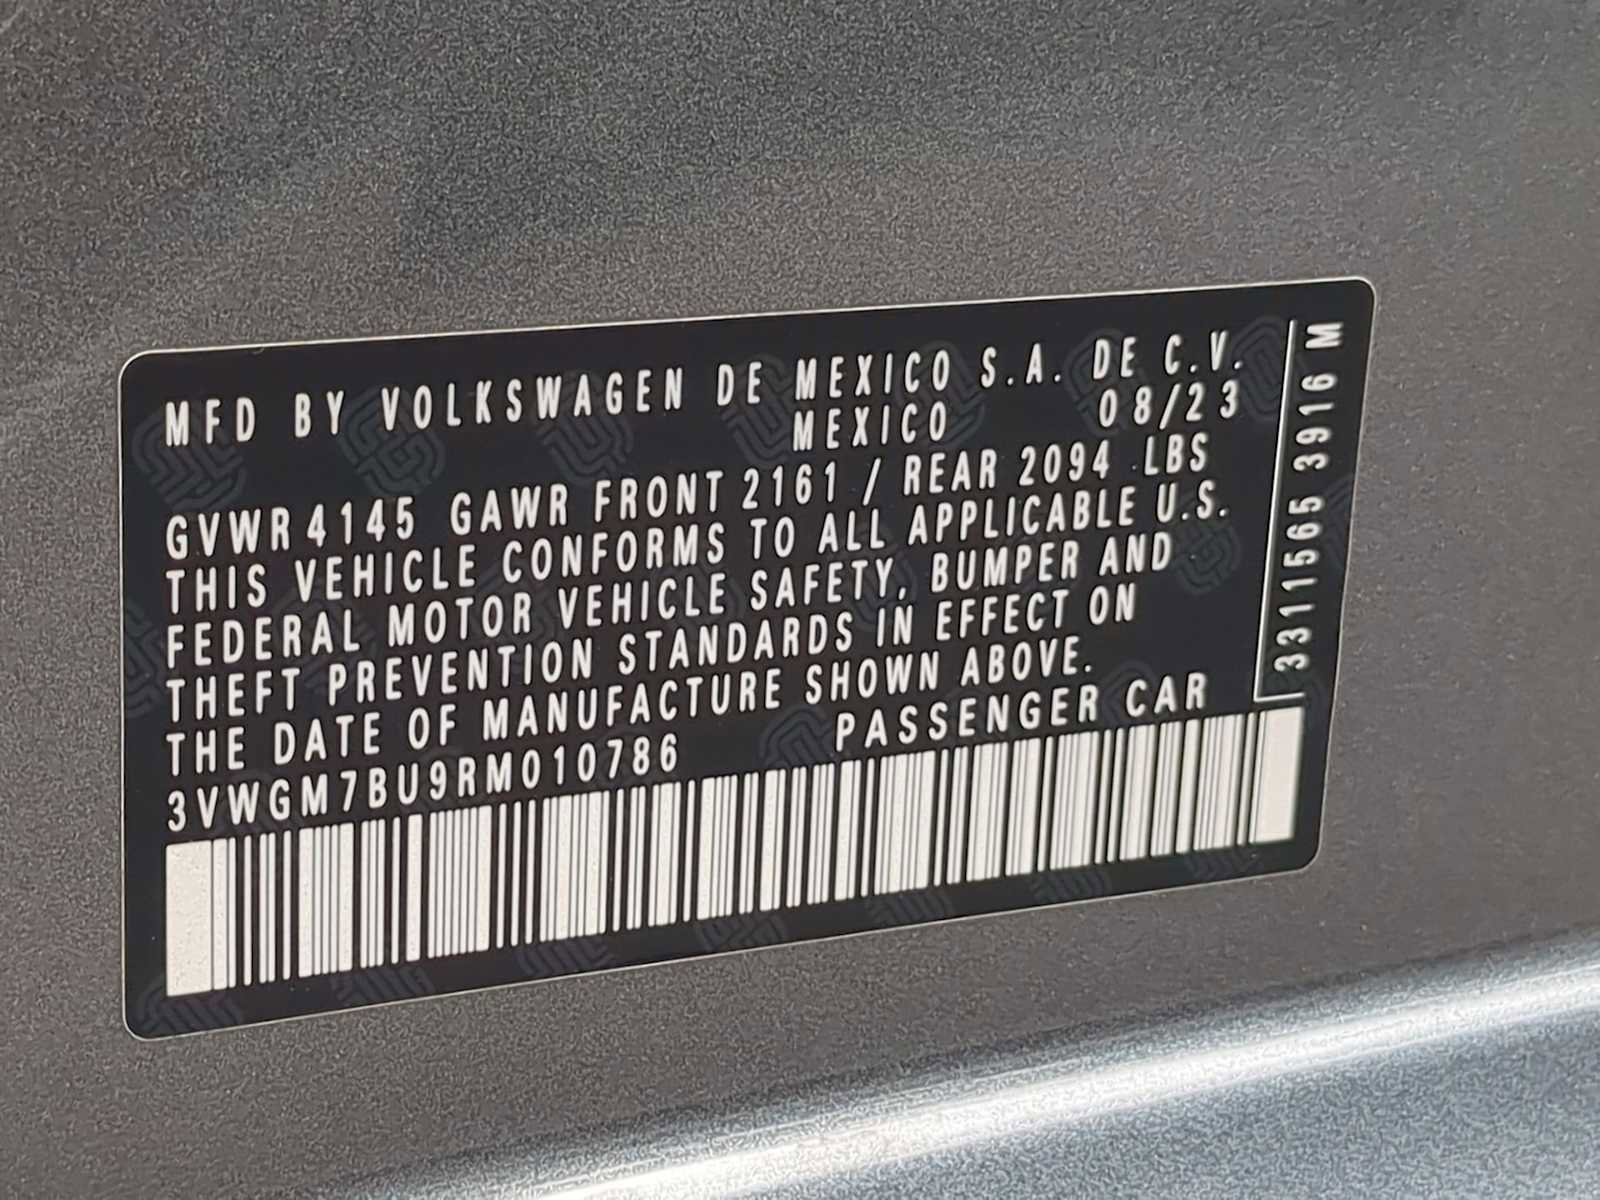 MFD BY VOLKSWAGEN DE MEXICO S.A. DE C.V.
MEXICO 08/23
GVWR 4145 GAWR FRONT 2161 / REAR 2094 LBS
THIS VEHICLE CONFORMS TO ALL APPLICABLE U.S.
FEDERAL MOTOR VEHICLE SAFETY, BUMPER AND
THEFT PREVENTION STANDARDS IN EFFECT ON
THE DATE OF MANUFACTURE SHOWN ABOVE.
3VWGM7BU9RM010786 PASSENGER CAR
3311565 3916 M